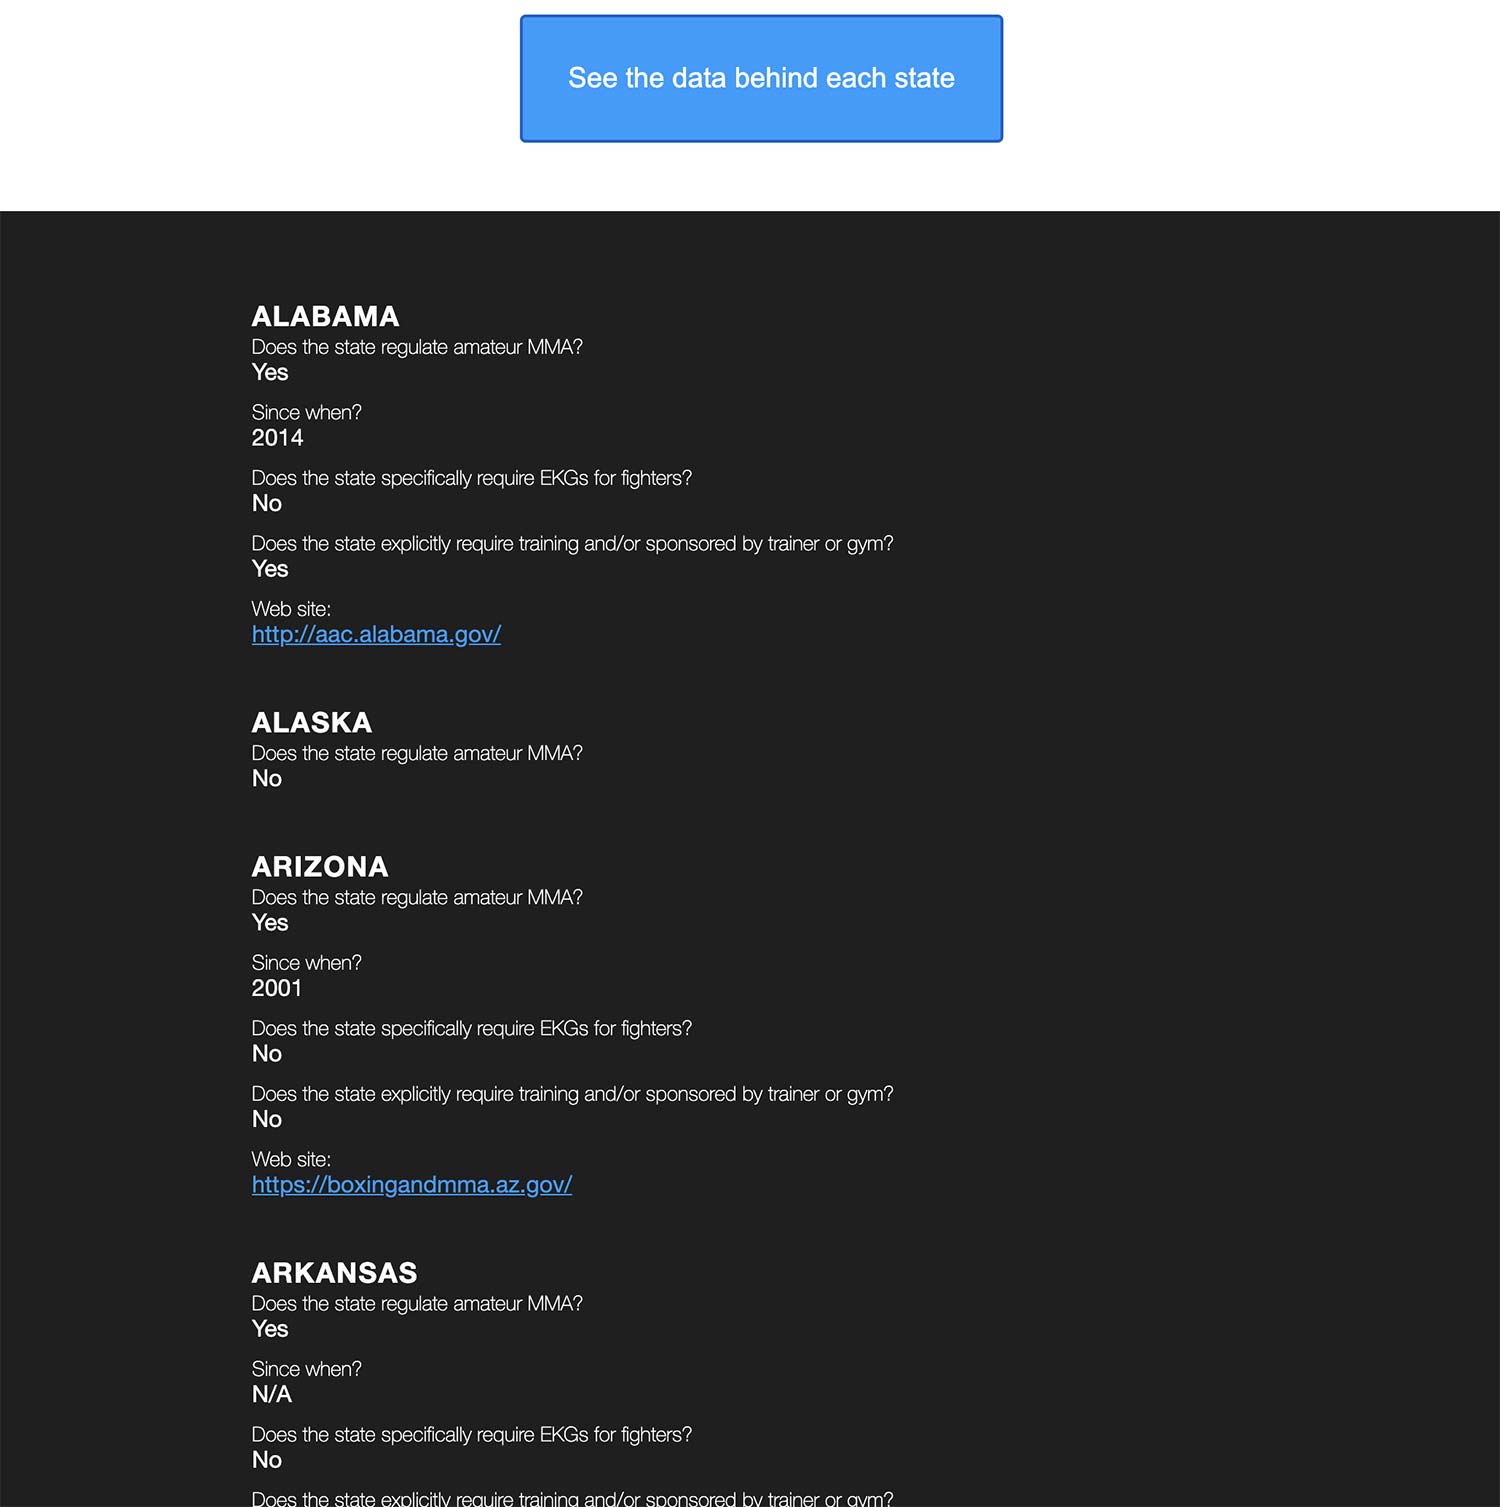 See the data behind each state
ALABAMA
Does the state regulate amateur MMA?
Yes
Since when?
2014
Does the state specifically require EKGs for fighters?
No
Does the state explicitly require training and/or sponsored by trainer or gym?
Yes
Web site:
http://aac.alabama.gov/
ALASKA
Does the state regulate amateur MMA?
No
ARIZONA
Does the state regulate amateur MMA?
Yes
Since when?
2001
Does the state specifically require EKGs for fighters?
No
Does the state explicitly require training and/or sponsored by trainer or gym?
No
Web site:
https://boxingandmma.az.gov/
ARKANSAS
Does the state regulate amateur MMA?
Yes
Since when?
N/A
Does the state specifically require EKGs for fighters?
No
Does the state explicitly require training and/or sponsored by trainer or gym?